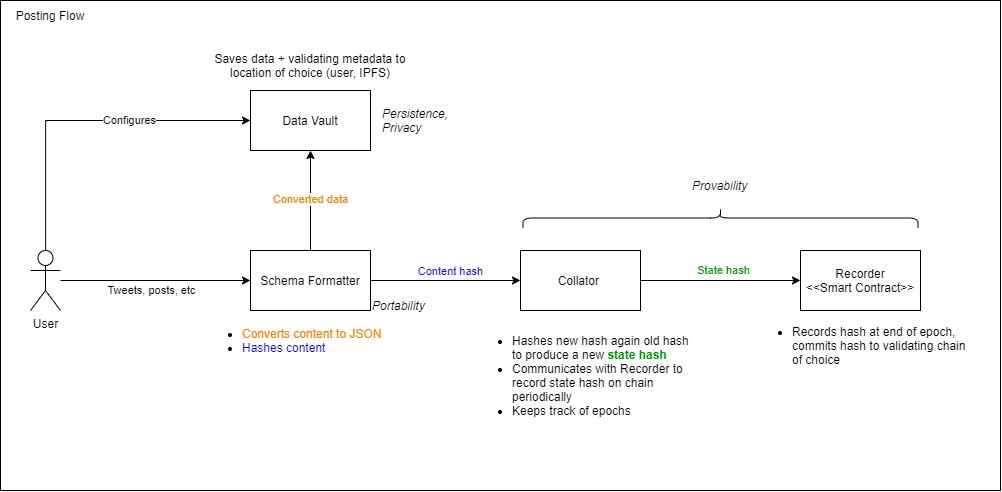 Posting Flow
Saves data + validating metadata to
location of choice (user, IPFS)
Configures
Data Vault
Persistence,
Privacy
Converted data
Provability
User
Tweets, posts, etc
Schema Formatter
Portability
Content hash
Collator
State hash
Recorder
<<Smart Contract>>
• Converts content to JSON
• Hashes content
• Hashes new hash again old hash
to produce a new state hash
• Communicates with Recorder to
record state hash on chain
periodically
• Keeps track of epochs
• Records hash at end of epoch,
commits hash to validating chain
of choice